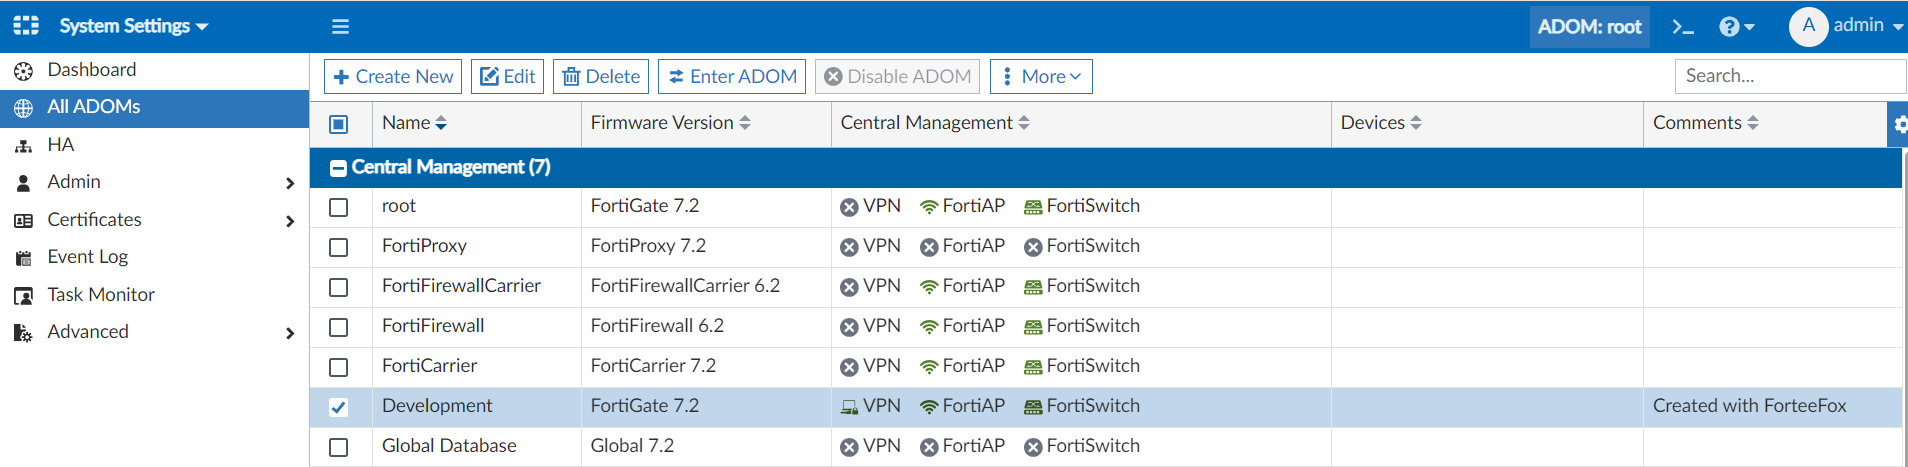 System Settings
ADOM: root
A
admin
Dashboard
All ADOMs
HA
Admin
Certificates
Event Log
Task Monitor
Advanced
+ Create New Edit Delete Enter ADOM Disable ADOM More
Search...
Name Firmware Version Central Management Devices Comments
Central Management (7)
root FortiGate 7.2 VPN FortiAP FortiSwitch
FortiProxy FortiProxy 7.2 VPN FortiAP FortiSwitch
FortiFirewallCarrier FortiFirewallCarrier 6.2 VPN FortiAP FortiSwitch
FortiFirewall FortiFirewall 6.2 VPN FortiAP FortiSwitch
FortiCarrier FortiCarrier 7.2 VPN FortiAP FortiSwitch
Development FortiGate 7.2 VPN FortiAP FortiSwitch Created with ForteeFox
Global Database Global 7.2 VPN FortiAP FortiSwitch